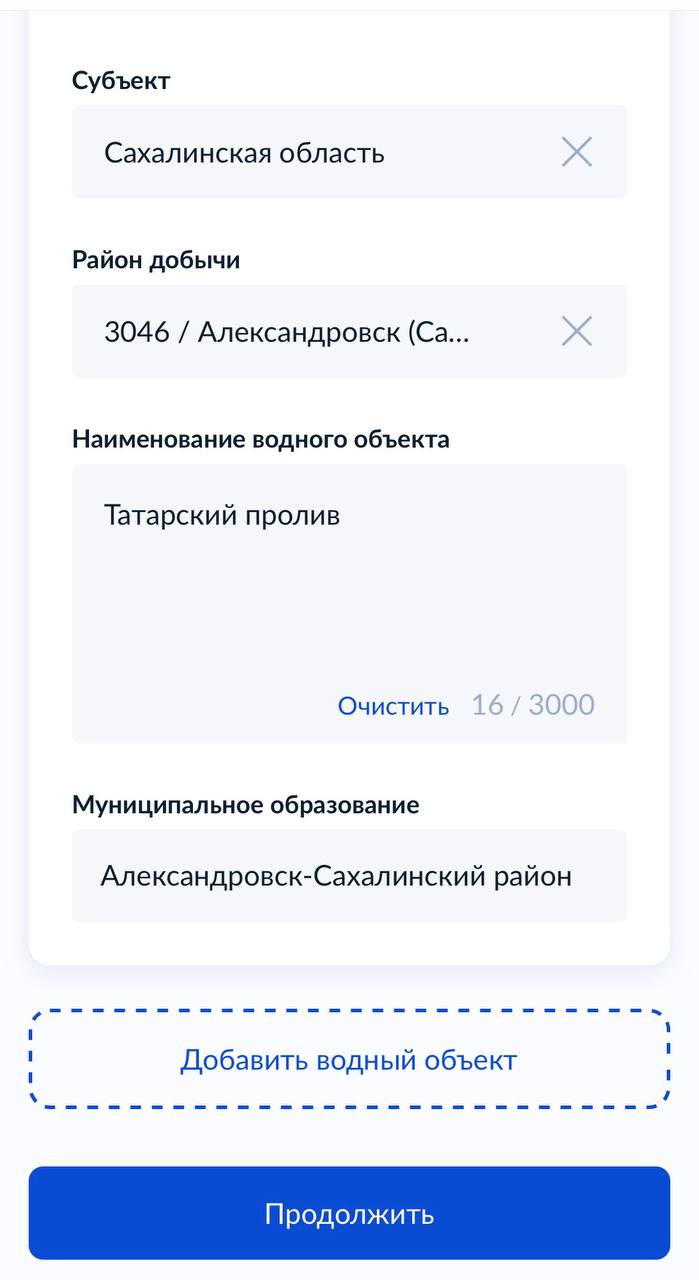 Субъект
Сахалинская область
Район добычи
3046 / Александровск (Са...
Наименование водного объекта
Татарский пролив
Очистить 16 / 3000
Муниципальное образование
Александровск-Сахалинский район
Добавить водный объект
Продолжить